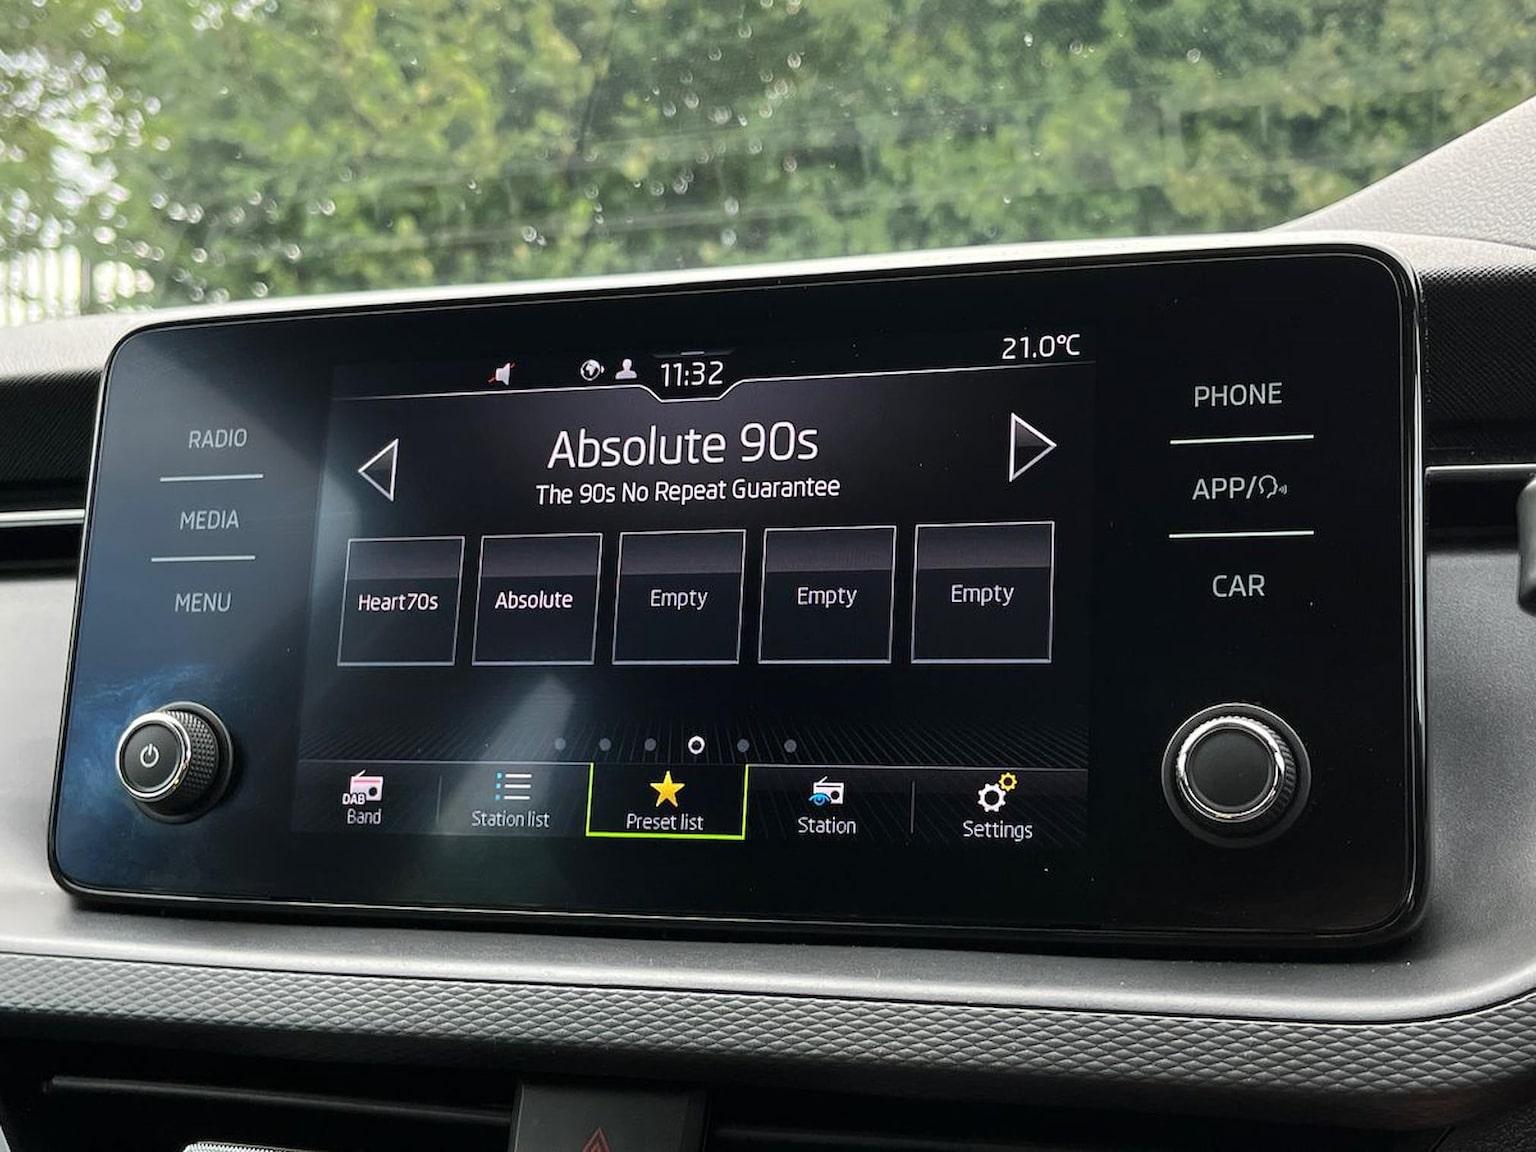 11:32
21.0°C
RADIO
MEDIA
MENU
Absolute 90s
The 90s No Repeat Guarantee
Heart70s
Absolute
Empty
Empty
Empty
DAB
Band
Station list
Preset list
Station
Settings
PHONE
APP/
CAR